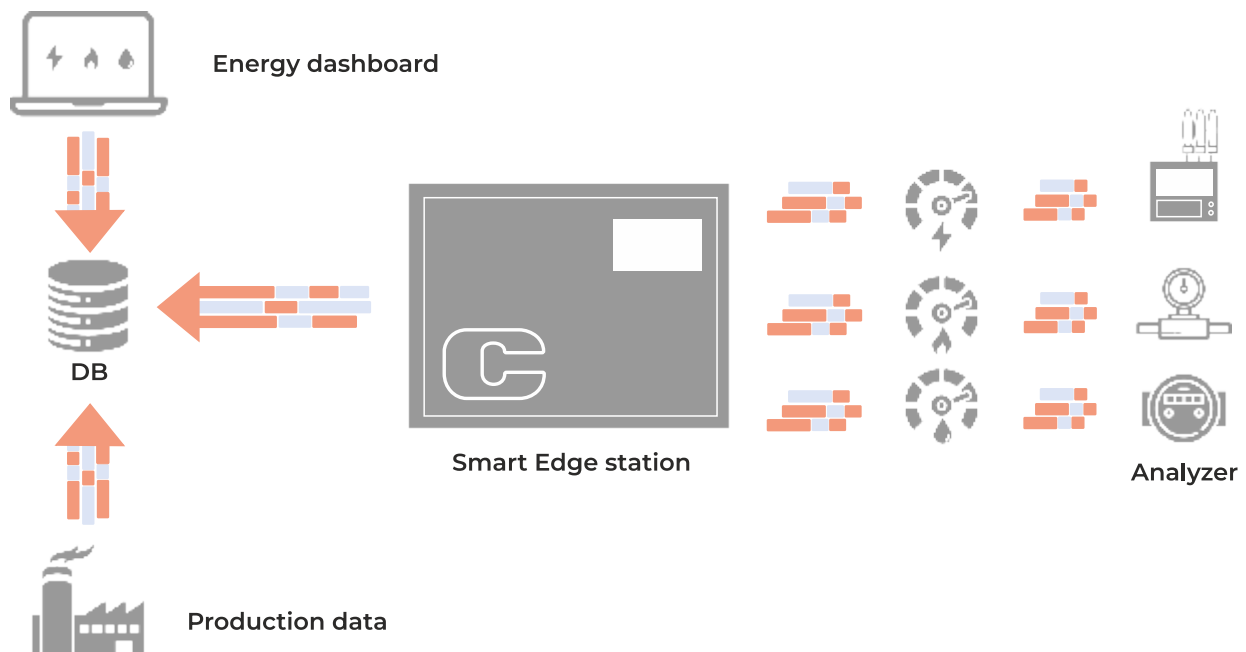 Energy dashboard
DB
C
Smart Edge station
Analyzer
Production data